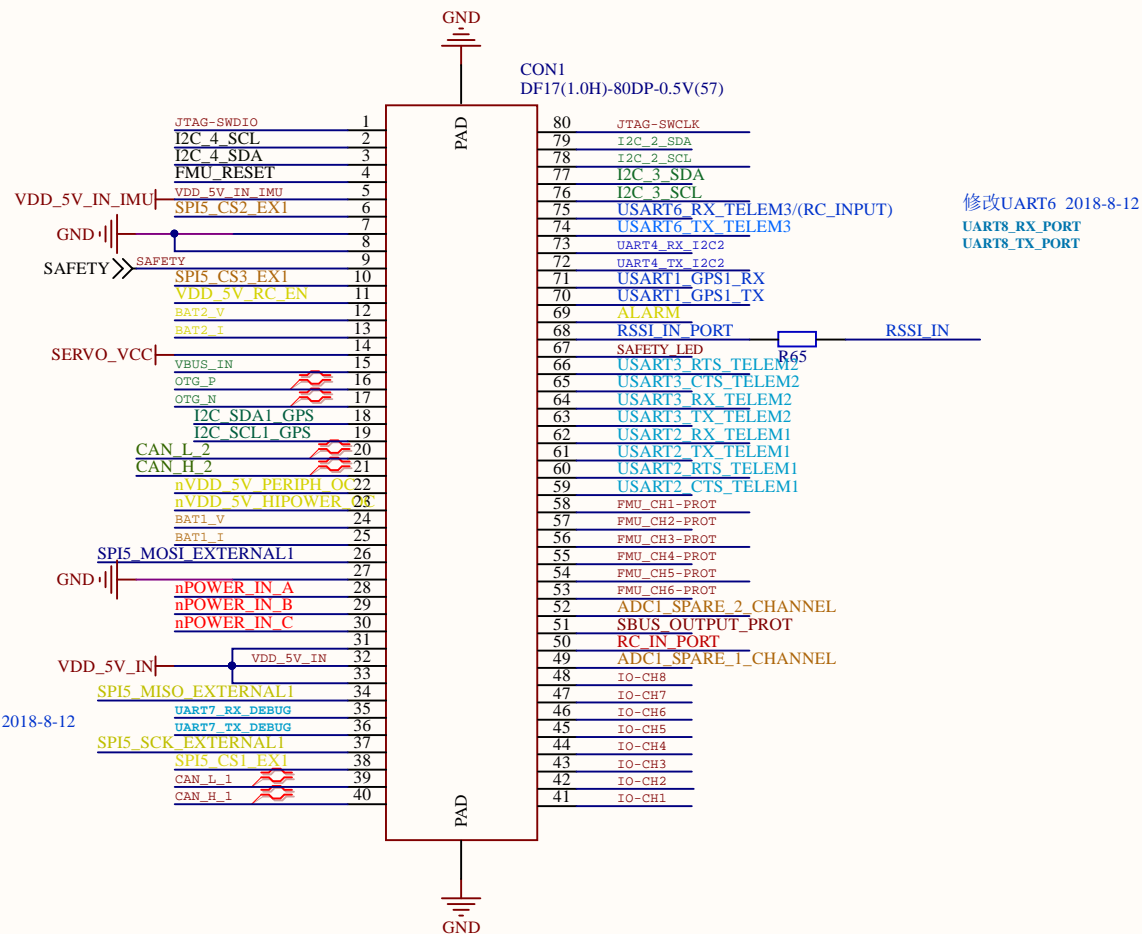 GND
CON1
DF17(1.0H)-80DP-0.5V(57)
PAD
JTAG-SWDIO 1
I2C_4_SCL 2
I2C_4_SDA 3
FMU_RESET 4
VDD_5V_IN_IMU VDD_5V_IN_IMU 5
SPI5_CS2_EX1 6
GND 7
8
SAFETY SAFETY 9
SPI5_CS3_EX1 10
VDD_5V_RC_EN 11
BAT2_V 12
BAT2_I 13
SERVO_VCC 14
VBUS_IN 15
OTG_P 16
OTG_N 17
I2C_SDA1_GPS 18
I2C_SCL1_GPS 19
CAN_L_2 20
CAN_H_2 21
nVDD_5V_PERIPH_OC 22
nVDD_5V_HIPOWER_OC 23
BAT1_V 24
BAT1_I 25
SPI5_MOSI_EXTERNAL1 26
GND 27
nPOWER_IN_A 28
nPOWER_IN_B 29
nPOWER_IN_C 30
31
VDD_5V_IN VDD_5V_IN 32
33
SPI5_MISO_EXTERNAL1 34
UART7_RX_DEBUG 35
2018-8-12
UART7_TX_DEBUG 36
SPI5_SCK_EXTERNAL1 37
SPI5_CS1_EX1 38
CAN_L_1 39
CAN_H_1 40
80 JTAG-SWCLK
79 I2C_2_SDA
78 I2C_2_SCL
77 I2C_3_SDA
76 I2C_3_SCL
75 USART6_RX_TELEM3/(RC_INPUT)
74 USART6_TX_TELEM3
73 UART4_RX_I2C2
72 UART4_TX_I2C2
71 USART1_GPS1_RX
70 USART1_GPS1_TX
69 ALARM
68 RSSI_IN_PORT R65 RSSI_IN
67 SAFETY_LED
66 USART3_RTS_TELEM2
65 USART3_CTS_TELEM2
64 USART3_RX_TELEM2
63 USART3_TX_TELEM2
62 USART2_RX_TELEM1
61 USART2_TX_TELEM1
60 USART2_RTS_TELEM1
59 USART2_CTS_TELEM1
58 FMU_CH1-PROT
57 FMU_CH2-PROT
56 FMU_CH3-PROT
55 FMU_CH4-PROT
54 FMU_CH5-PROT
53 FMU_CH6-PROT
52 ADC1_SPARE_2_CHANNEL
51 SBUS_OUTPUT_PROT
50 RC_IN_PORT
49 ADC1_SPARE_1_CHANNEL
48 IO-CH8
47 IO-CH7
46 IO-CH6
45 IO-CH5
44 IO-CH4
43 IO-CH3
42 IO-CH2
41 IO-CH1
修改UART6 2018-8-12
UART8_RX_PORT
UART8_TX_PORT
PAD
GND